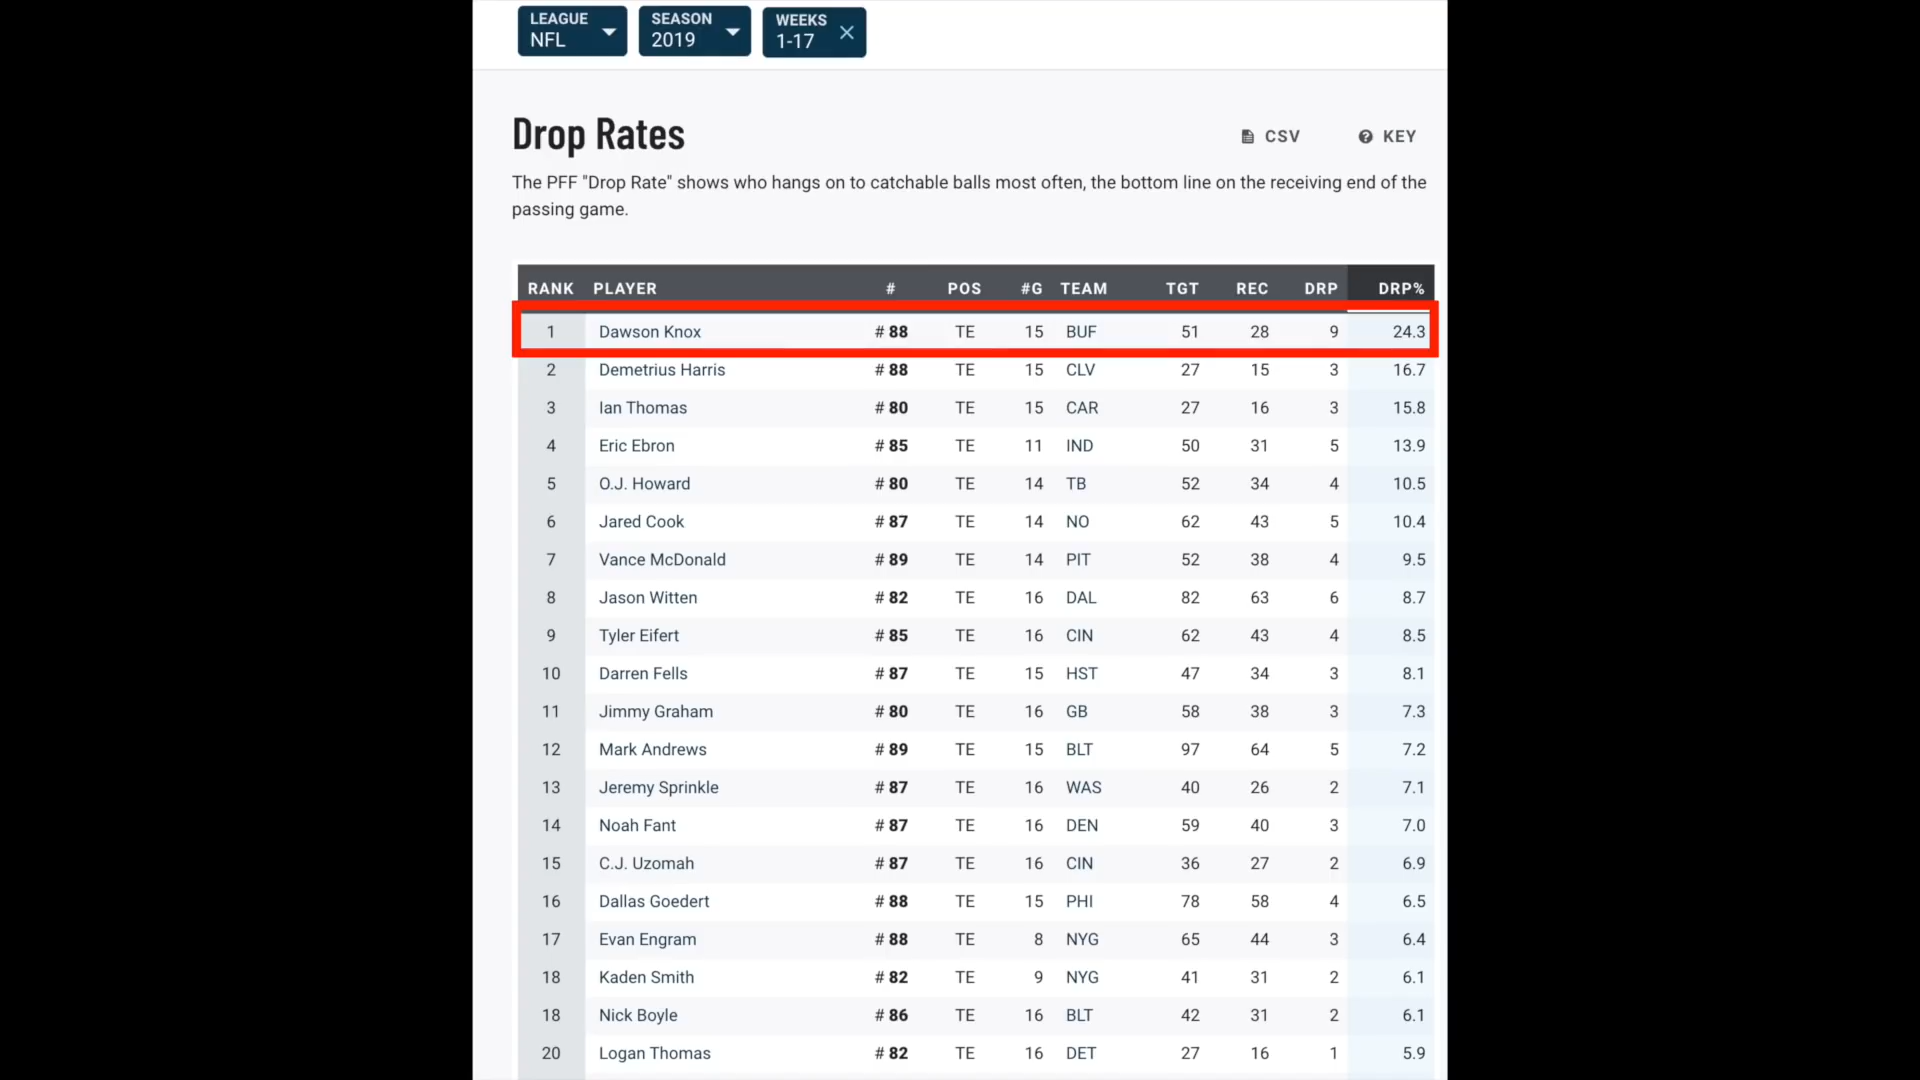 LEAGUE SEASON WEEKS
NFL 2019 1-17
Drop Rates CSV KEY
The PFF "Drop Rate" shows who hangs on to catchable balls most often, the bottom line on the receiving end of the
passing game.
RANK PLAYER # POS #G TEAM TGT REC DRP DRP%
1 Dawson Knox # 88 TE 15 BUF 51 28 9 24.3
2 Demetrius Harris # 88 TE 15 CLV 27 15 3 16.7
3 Ian Thomas # 80 TE 15 CAR 27 16 3 15.8
4 Eric Ebron # 85 TE 11 IND 50 31 5 13.9
5 O.J. Howard # 80 TE 14 TB 52 34 4 10.5
6 Jared Cook # 87 TE 14 NO 62 43 5 10.4
7 Vance McDonald # 89 TE 14 PIT 52 38 4 9.5
8 Jason Witten # 82 TE 16 DAL 82 63 6 8.7
9 Tyler Eifert # 85 TE 16 CIN 62 43 4 8.5
10 Darren Fells # 87 TE 15 HST 47 34 3 8.1
11 Jimmy Graham # 80 TE 16 GB 58 38 3 7.3
12 Mark Andrews # 89 TE 15 BLT 97 64 5 7.2
13 Jeremy Sprinkle # 87 TE 16 WAS 40 26 2 7.1
14 Noah Fant # 87 TE 16 DEN 59 40 3 7.0
15 C.J. Uzomah # 87 TE 16 CIN 36 27 2 6.9
16 Dallas Goedert # 88 TE 15 PHI 78 58 4 6.5
17 Evan Engram # 88 TE 8 NYG 65 44 3 6.4
18 Kaden Smith # 82 TE 9 NYG 41 31 2 6.1
18 Nick Boyle # 86 TE 16 BLT 42 31 2 6.1
20 Logan Thomas # 82 TE 16 DET 27 16 1 5.9